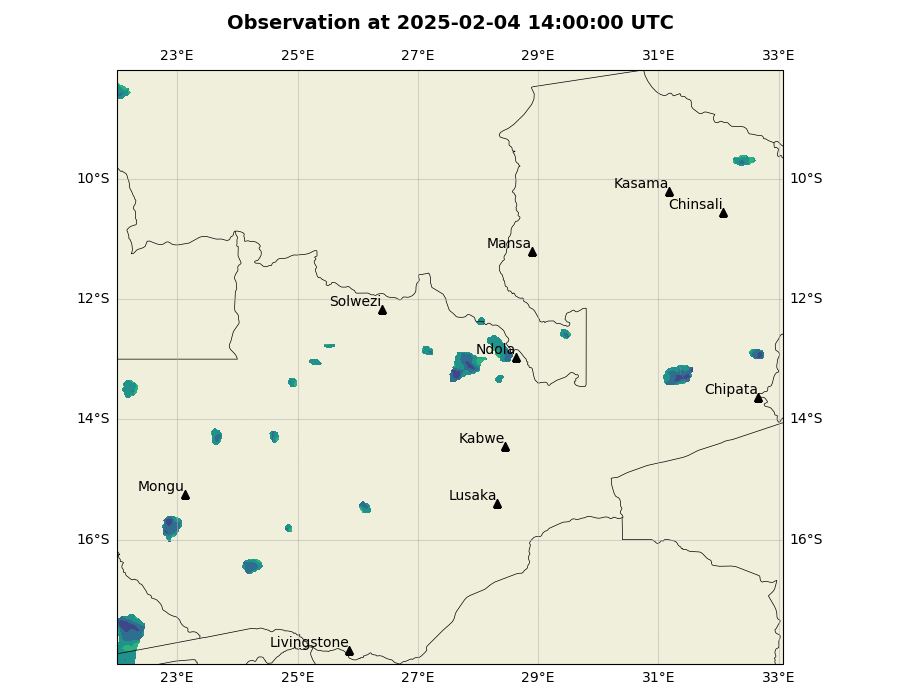 Observation at 2025-02-04 14:00:00 UTC
23°E 25°E 27°E 29°E 31°E 33°E
10°S 10°S
Kasama
Chinsali
Mansa
12°S 12°S
Solwezi
Ndola
Chipata
14°S 14°S
Kabwe
Mongu
Lusaka
16°S 16°S
Livingstone
23°E 25°E 27°E 29°E 31°E 33°E